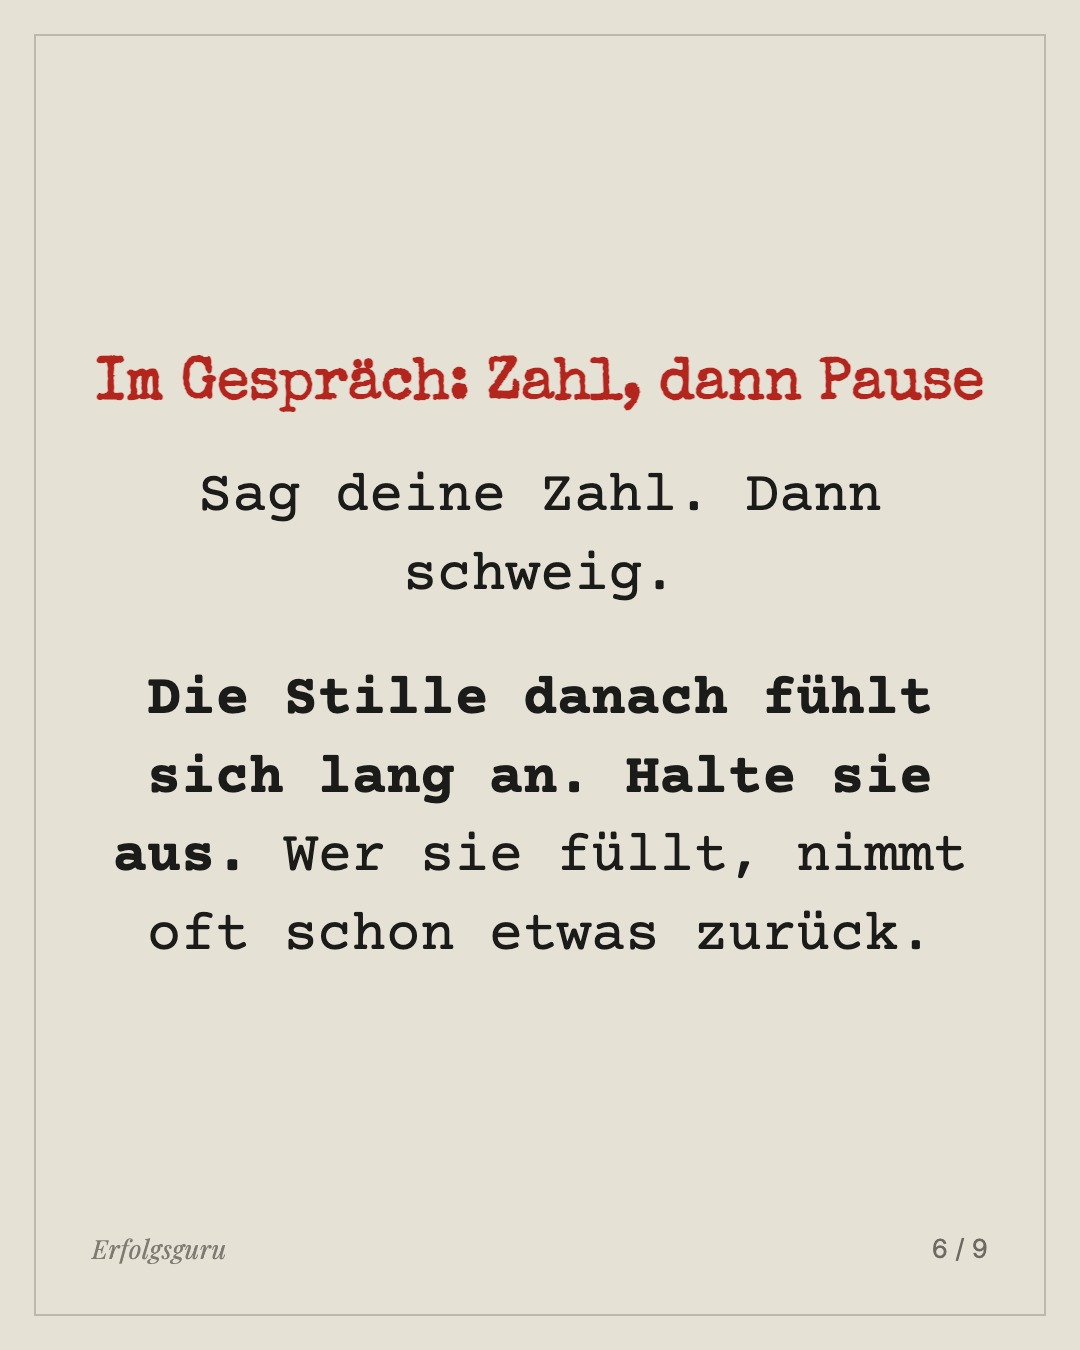 Im Gespräch: Zahl, dann Pause
Sag deine Zahl. Dann
schweig.
Die Stille danach fühlt
sich lang an. Halte sie
aus. Wer sie füllt, nimmt
oft schon etwas zurück.
Erfolgsguru
6 / 9